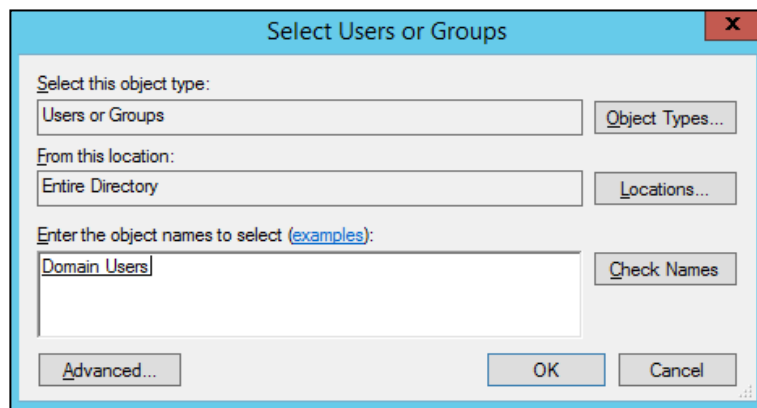 Select Users or Groups
x
Select this object type:
Users or Groups
Object Types...
From this location:
Entire Directory
Locations...
Enter the object names to select (examples):
Domain Users
Check Names
Advanced...
OK
Cancel